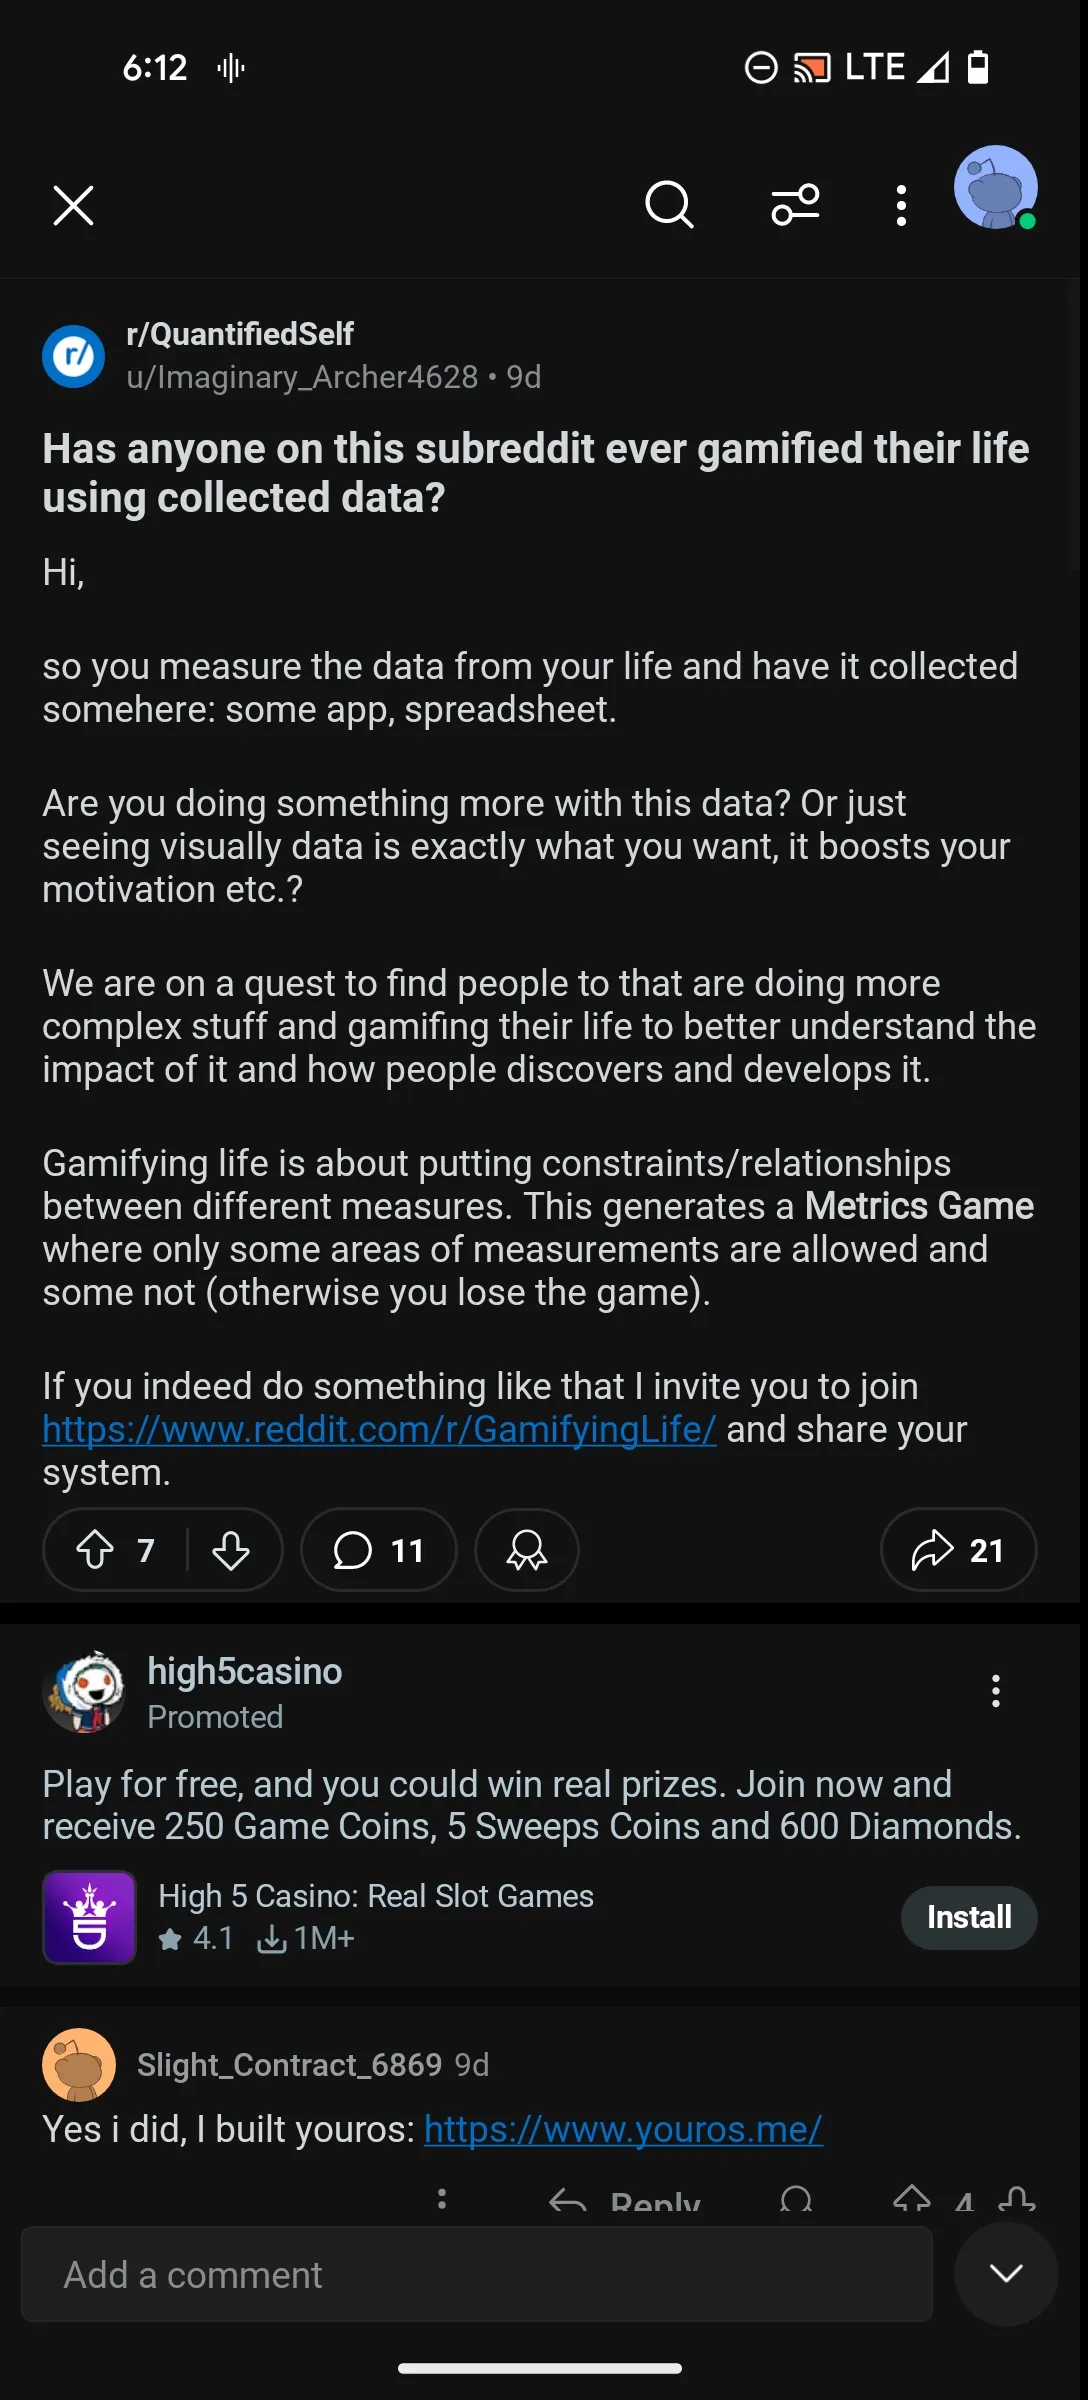 6:12
LTE
r/QuantifiedSelf
u/Imaginary_Archer4628 • 9d
Has anyone on this subreddit ever gamified their life
using collected data?
Hi,
so you measure the data from your life and have it collected
somehere: some app, spreadsheet.
Are you doing something more with this data? Or just
seeing visually data is exactly what you want, it boosts your
motivation etc.?
We are on a quest to find people to that are doing more
complex stuff and gamifing their life to better understand the
impact of it and how people discovers and develops it.
Gamifying life is about putting constraints/relationships
between different measures. This generates a Metrics Game
where only some areas of measurements are allowed and
some not (otherwise you lose the game).
If you indeed do something like that I invite you to join
https://www.reddit.com/r/GamifyingLife/ and share your
system.
7 11 21
high5casino
Promoted
Play for free, and you could win real prizes. Join now and
receive 250 Game Coins, 5 Sweeps Coins and 600 Diamonds.
High 5 Casino: Real Slot Games
4.1 1M+
Install
Slight_Contract_6869 9d
Yes i did, I built youros: https://www.youros.me/
Reply 4
Add a comment